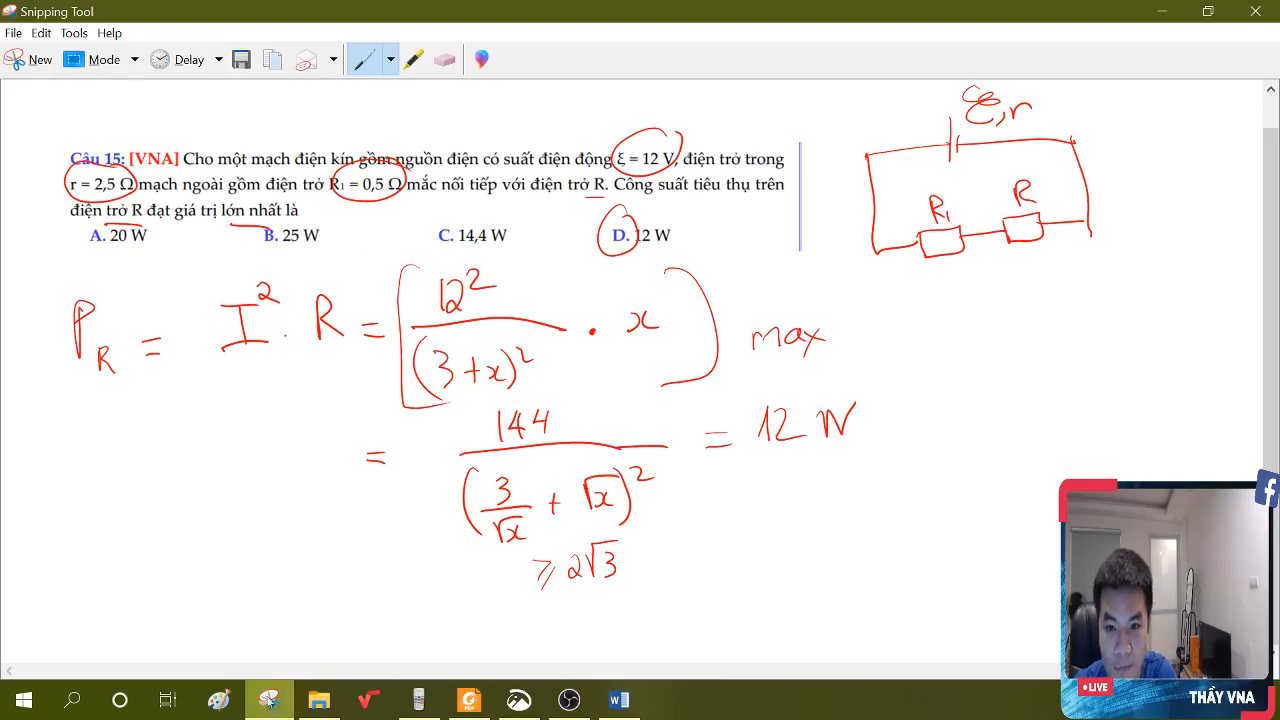 Snipping Tool
File Edit Tools Help
New Mode Delay
Câu 15: [VNA] Cho một mạch điện kín gồm nguồn điện có suất điện động ξ = 12 V, điện trở trong
r = 2,5 Ω mạch ngoài gồm điện trở R₁ = 0,5 Ω mắc nối tiếp với điện trở R. Công suất tiêu thụ trên
điện trở R đạt giá trị lớn nhất là
A. 20 W B. 25 W C. 14,4 W D. 12 W
ξ, r
R₁ R
P_R = I². R = [12²/(3+x)² · x) max
= 144/(3/√x + √x)² = 12 W
⩾ 2√3
LIVE
THẦY VNA